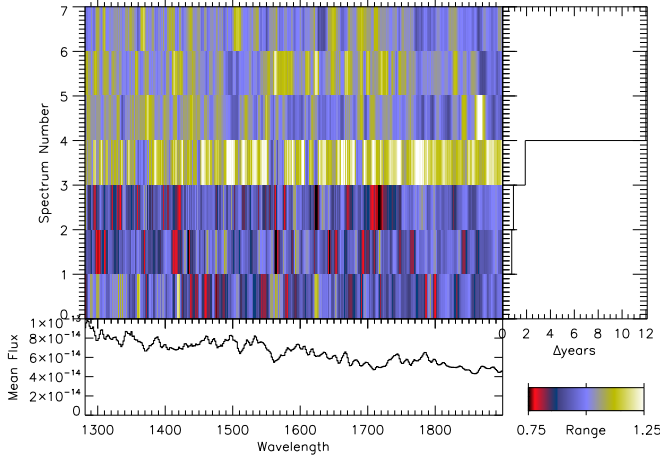 7
6
5
4
3
2
1
0
Spectrum Number
0 2 4 6 8 10 12
Δyears
1×10⁻¹³
8×10⁻¹⁴
6×10⁻¹⁴
4×10⁻¹⁴
2×10⁻¹⁴
0
Mean Flux
1300 1400 1500 1600 1700 1800
Wavelength
0.75 Range 1.25